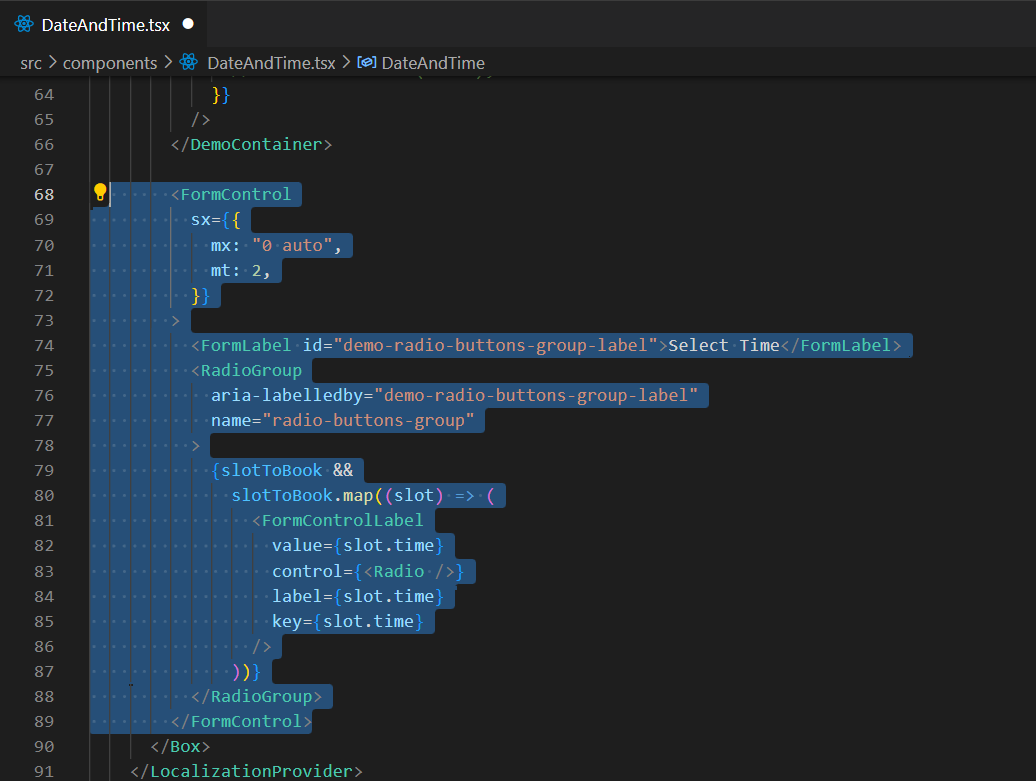 DateAndTime.tsx
src > components > DateAndTime.tsx > DateAndTime
64 }}
65 />
66 </DemoContainer>
67
68 <FormControl
69 sx={{
70 mx: "0 auto",
71 mt: 2,
72 }}
73 >
74 <FormLabel id="demo-radio-buttons-group-label">Select Time</FormLabel>
75 <RadioGroup
76 aria-labelledby="demo-radio-buttons-group-label"
77 name="radio-buttons-group"
78 >
79 {slotToBook &&
80 slotToBook.map((slot) => (
81 <FormControlLabel
82 value={slot.time}
83 control={<Radio />}
84 label={slot.time}
85 key={slot.time}
86 />
87 ))}
88 </RadioGroup>
89 </FormControl>
90 </Box>
91 </LocalizationProvider>